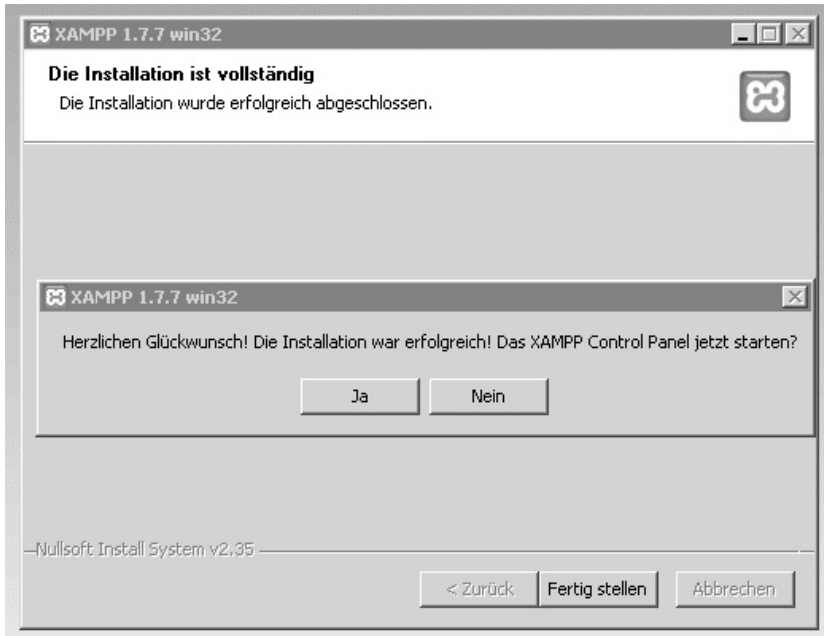 XAMPP 1.7.7 win32
Die Installation ist vollständig
Die Installation wurde erfolgreich abgeschlossen.
XAMPP 1.7.7 win32
Herzlichen Glückwunsch! Die Installation war erfolgreich! Das XAMPP Control Panel jetzt starten?
Ja Nein
Nullsoft Install System v2.35
< Zurück Fertig stellen Abbrechen